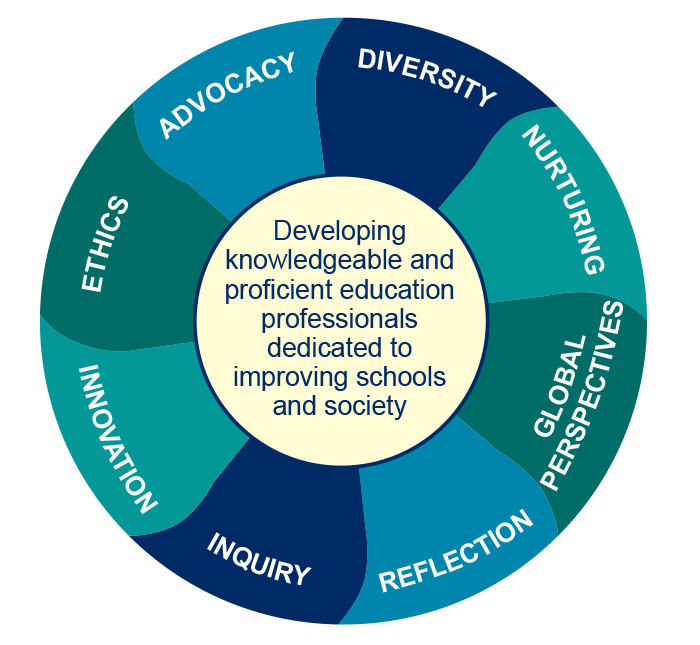 ADVOCACY
DIVERSITY
NURTURING
GLOBAL
PERSPECTIVES
REFLECTION
INQUIRY
INNOVATION
ETHICS
Developing
knowledgeable and
proficient education
professionals
dedicated to
improving schools
and society